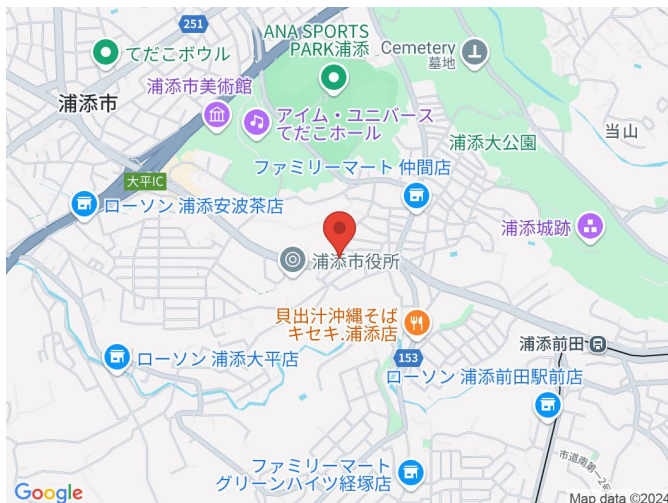 251
てだこボウル
ANA SPORTS
PARK浦添
Cemetery
墓地
浦添市美術館
浦添市
アイム・ユニバース
てだこホール
当山
浦添大公園
ファミリーマート 仲間店
大平IC
ローソン 浦添安波茶店
浦添城跡
浦添市役所
貝出汁沖縄そば
キセキ.浦添店
浦添前田
153
ローソン 浦添大平店
ローソン 浦添前田駅前店
ファミリーマート
グリーンハイツ経塚店
市道南第一2号
Google
Map data ©2024